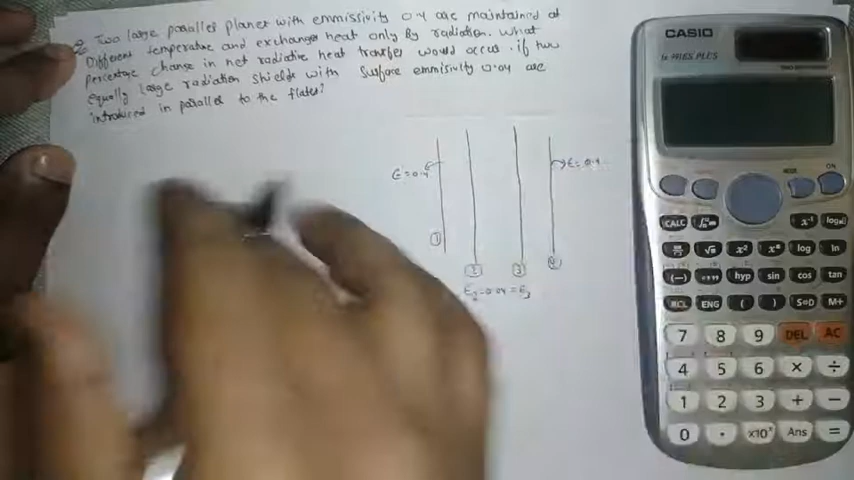 Q Two large parallel planes with emmissivity 0.4 are maintained at
Different temperature and exchanges heat only By radiation. What
percentage change in net radiative heat transfer would occur if two
equally large radiation shields with surface emmisivity 0.04 are
introduced in parallel to the plates?
ϵ = 0.4
ϵ = 0.4
1
2
3
4
ϵ2 = 0.04 = ϵ3
CASIO
fx-991ES PLUS
MODE
ON
CALC
x⁻¹
log
ln
(−)
hyp
sin
cos
tan
RCL
ENG
(
)
S⇔D
M+
7 8 9 DEL AC
4 5 6 × ÷
1 2 3 + −
0 . ×10ˣ Ans =